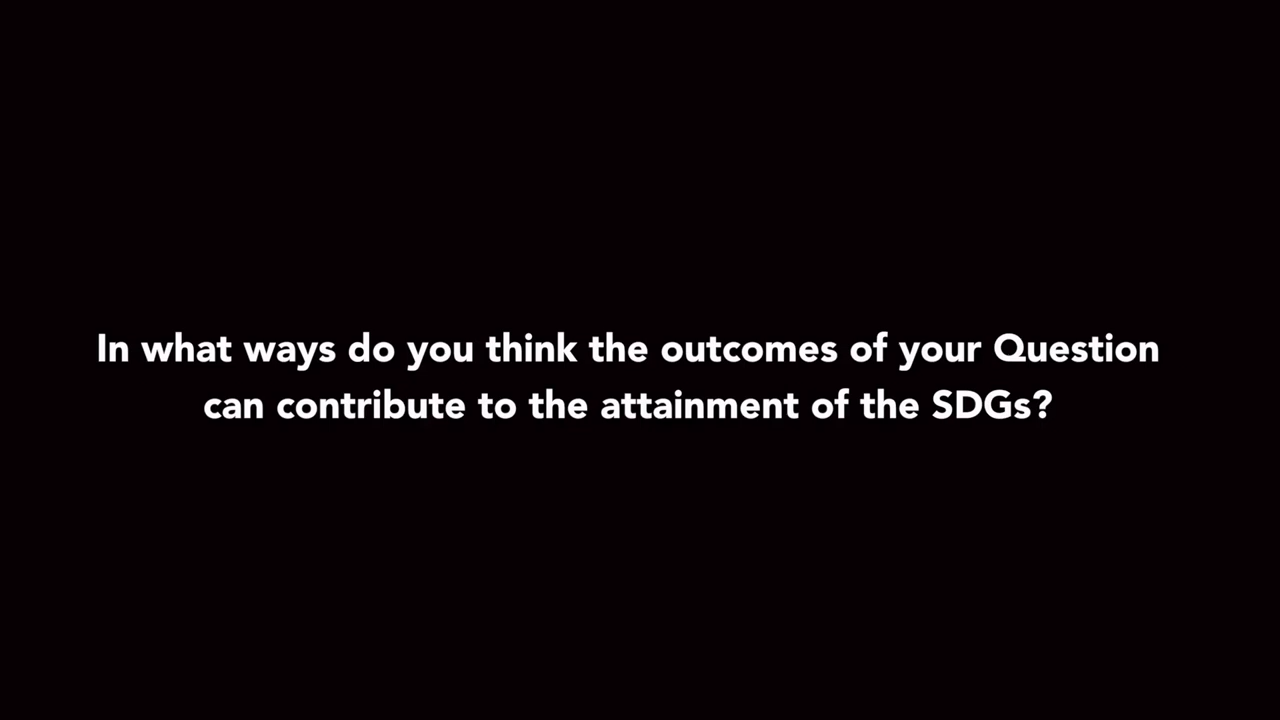 In what ways do you think the outcomes of your Question
can contribute to the attainment of the SDGs?